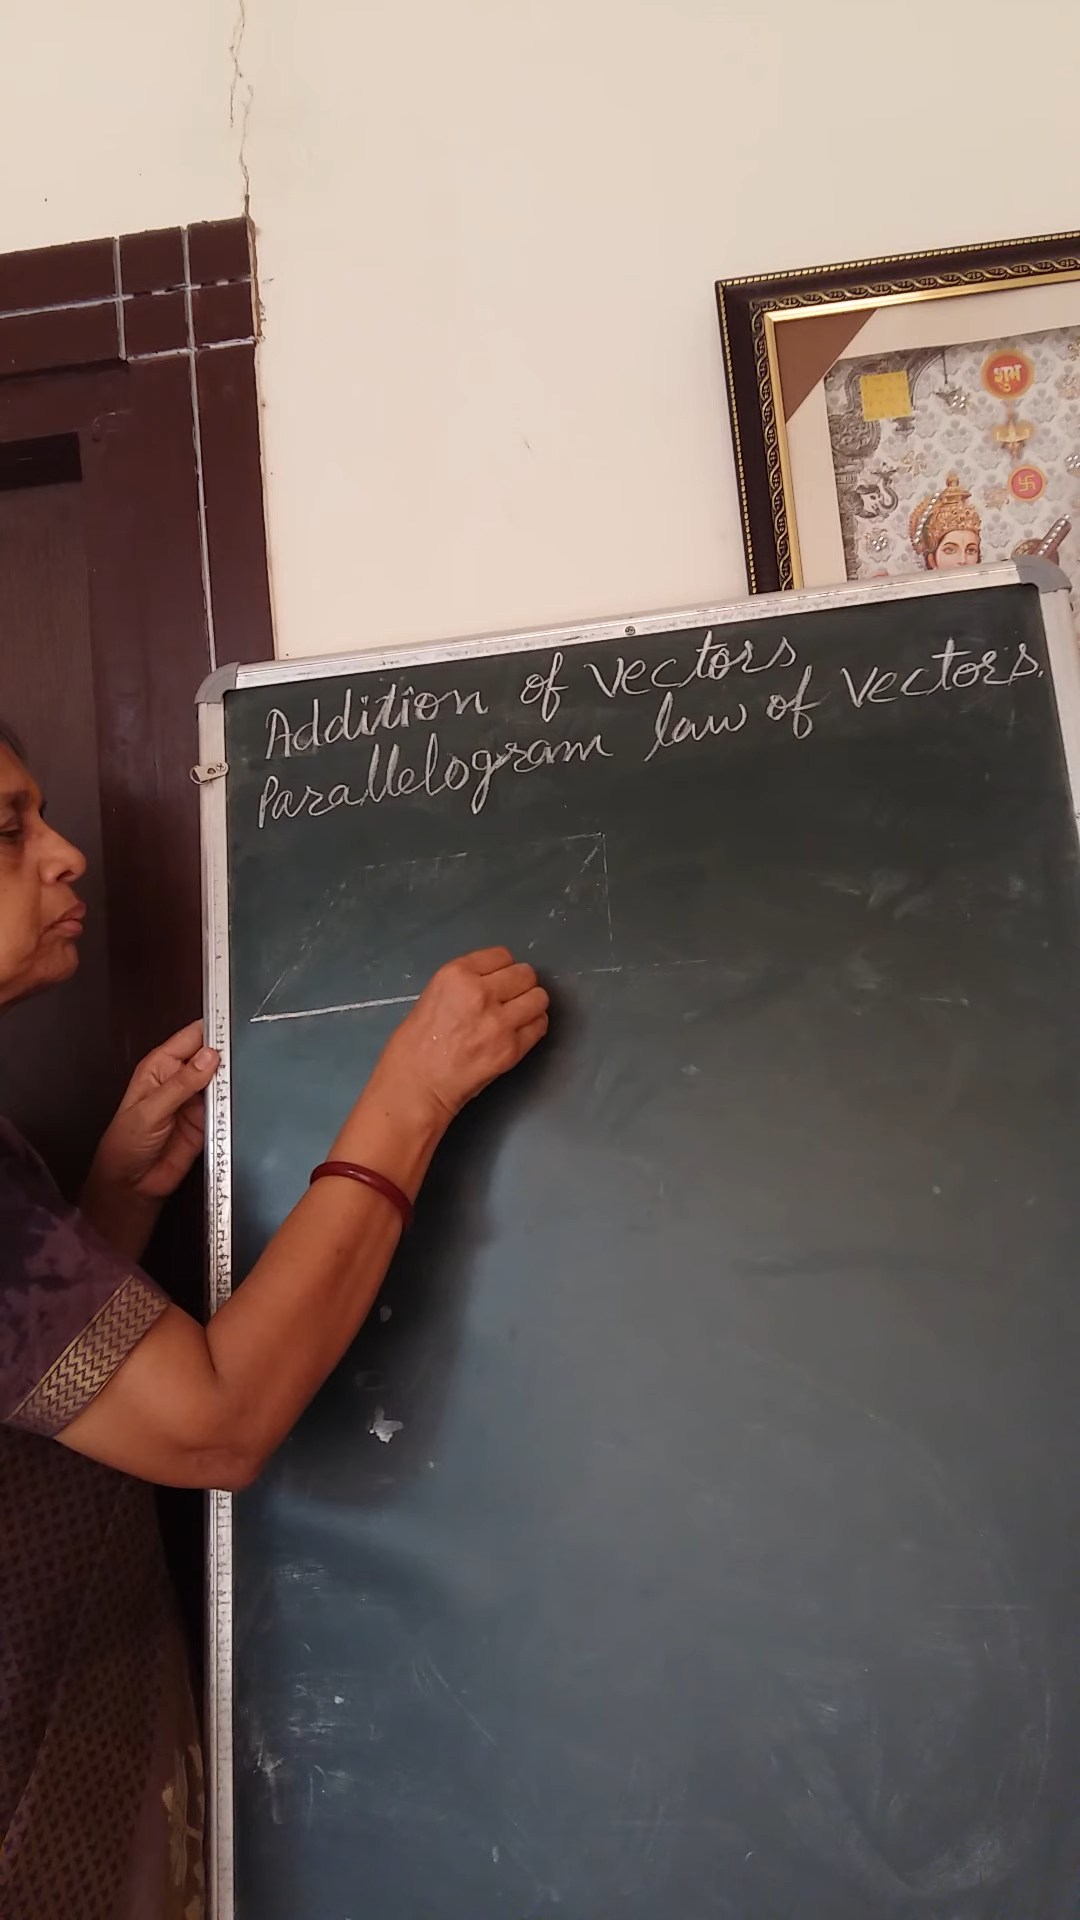 शुभ
Addition of vectors
Parallelogram law of vectors.